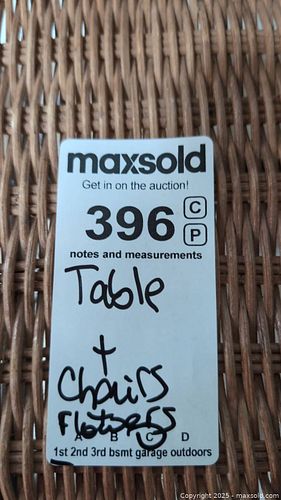 maxsold
Get in on the auction!
396 C
P
notes and measurements
Table
+
Chairs
A B C D
1st 2nd 3rd bsmt garage outdoors
Copyright 2025 - maxsold.com